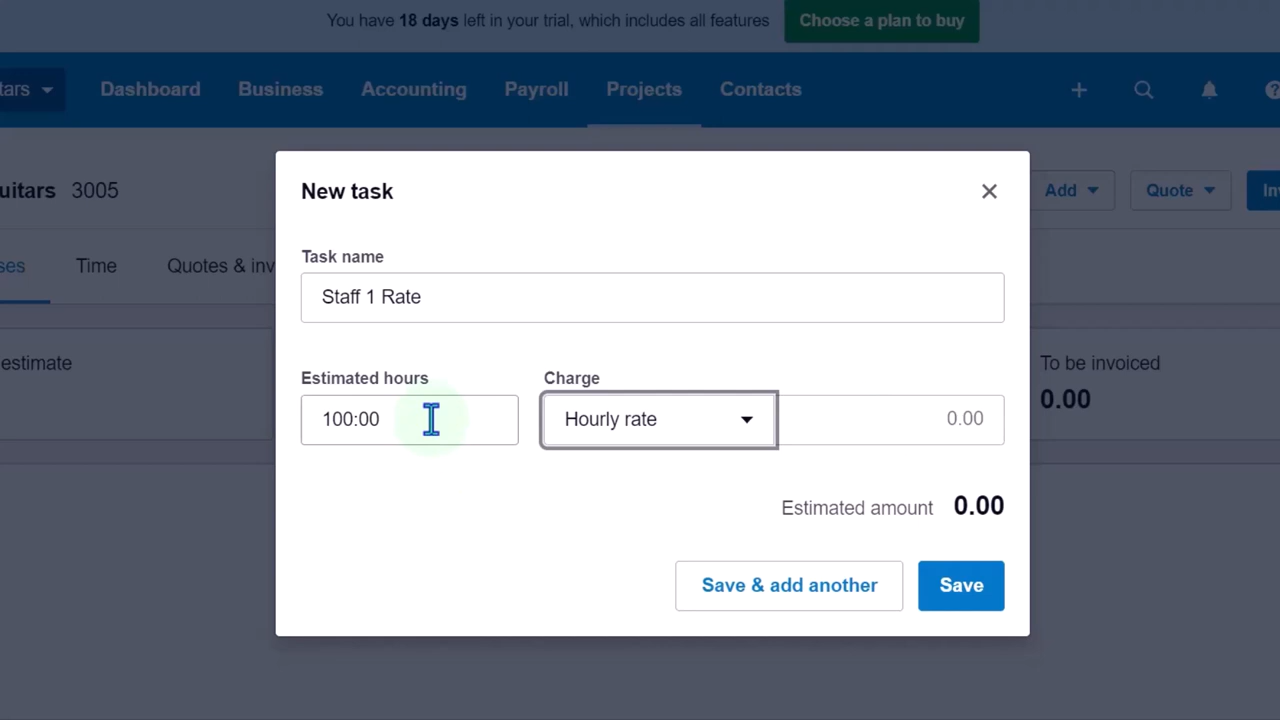 You have 18 days left in your trial, which includes all features Choose a plan to buy
tars Dashboard Business Accounting Payroll Projects Contacts + ?
uitars 3005 Add Quote In
New task
ses Time Quotes & inv
Task name
Staff 1 Rate
estimate To be invoiced
0.00
Estimated hours Charge
100:00 Hourly rate 0.00
Estimated amount 0.00
Save & add another Save